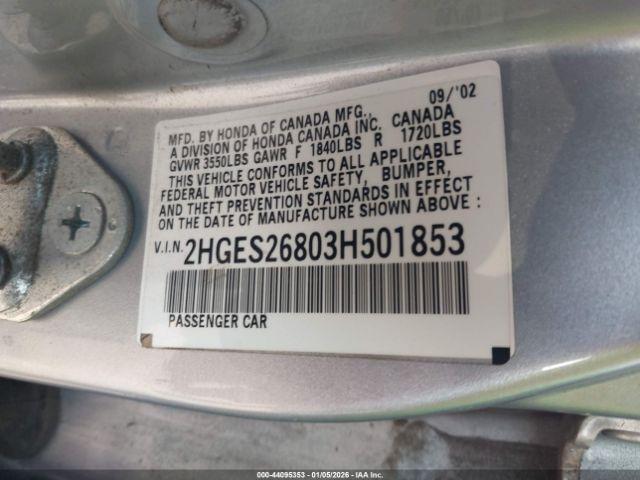 09/'02
MFD. BY HONDA OF CANADA MFG.,
A DIVISION OF HONDA CANADA INC. CANADA
GVWR 3550LBS GAWR F 1840LBS R 1720LBS
THIS VEHICLE CONFORMS TO ALL APPLICABLE
FEDERAL MOTOR VEHICLE SAFETY, BUMPER,
AND THEFT PREVENTION STANDARDS IN EFFECT
ON THE DATE OF MANUFACTURE SHOWN ABOVE :
V.I.N. 2HGES26803H501853
PASSENGER CAR
000-44095353 - 01/05/2026 - IAA Inc.